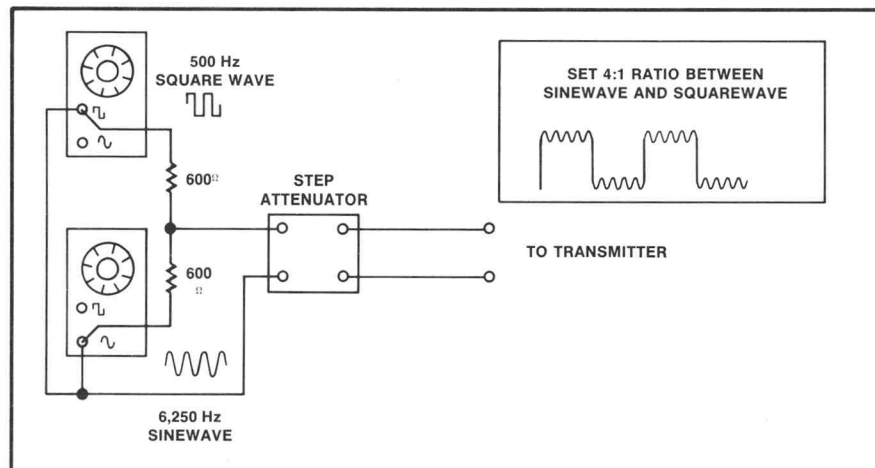 500 Hz
SQUARE WAVE
600Ω
STEP
ATTENUATOR
600
Ω
6,250 Hz
SINEWAVE
TO TRANSMITTER
SET 4:1 RATIO BETWEEN
SINEWAVE AND SQUAREWAVE